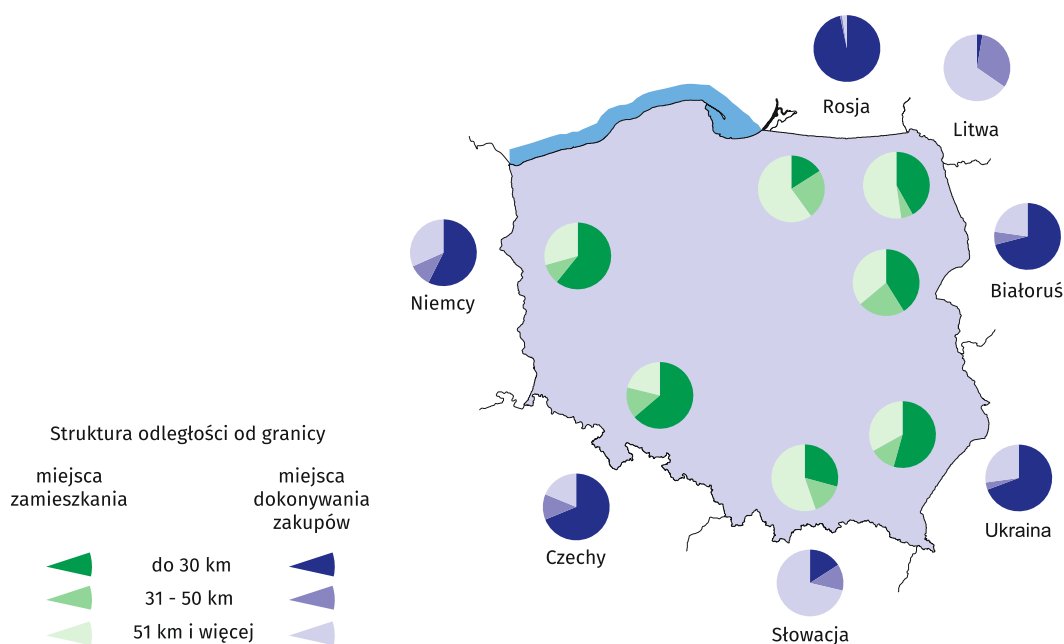 Rosja
Litwa
Niemcy
Białoruś
Czechy
Ukraina
Słowacja
Struktura odległości od granicy
miejsca
zamieszkania
miejsca
dokonywania
zakupów
do 30 km
31 - 50 km
51 km i więcej